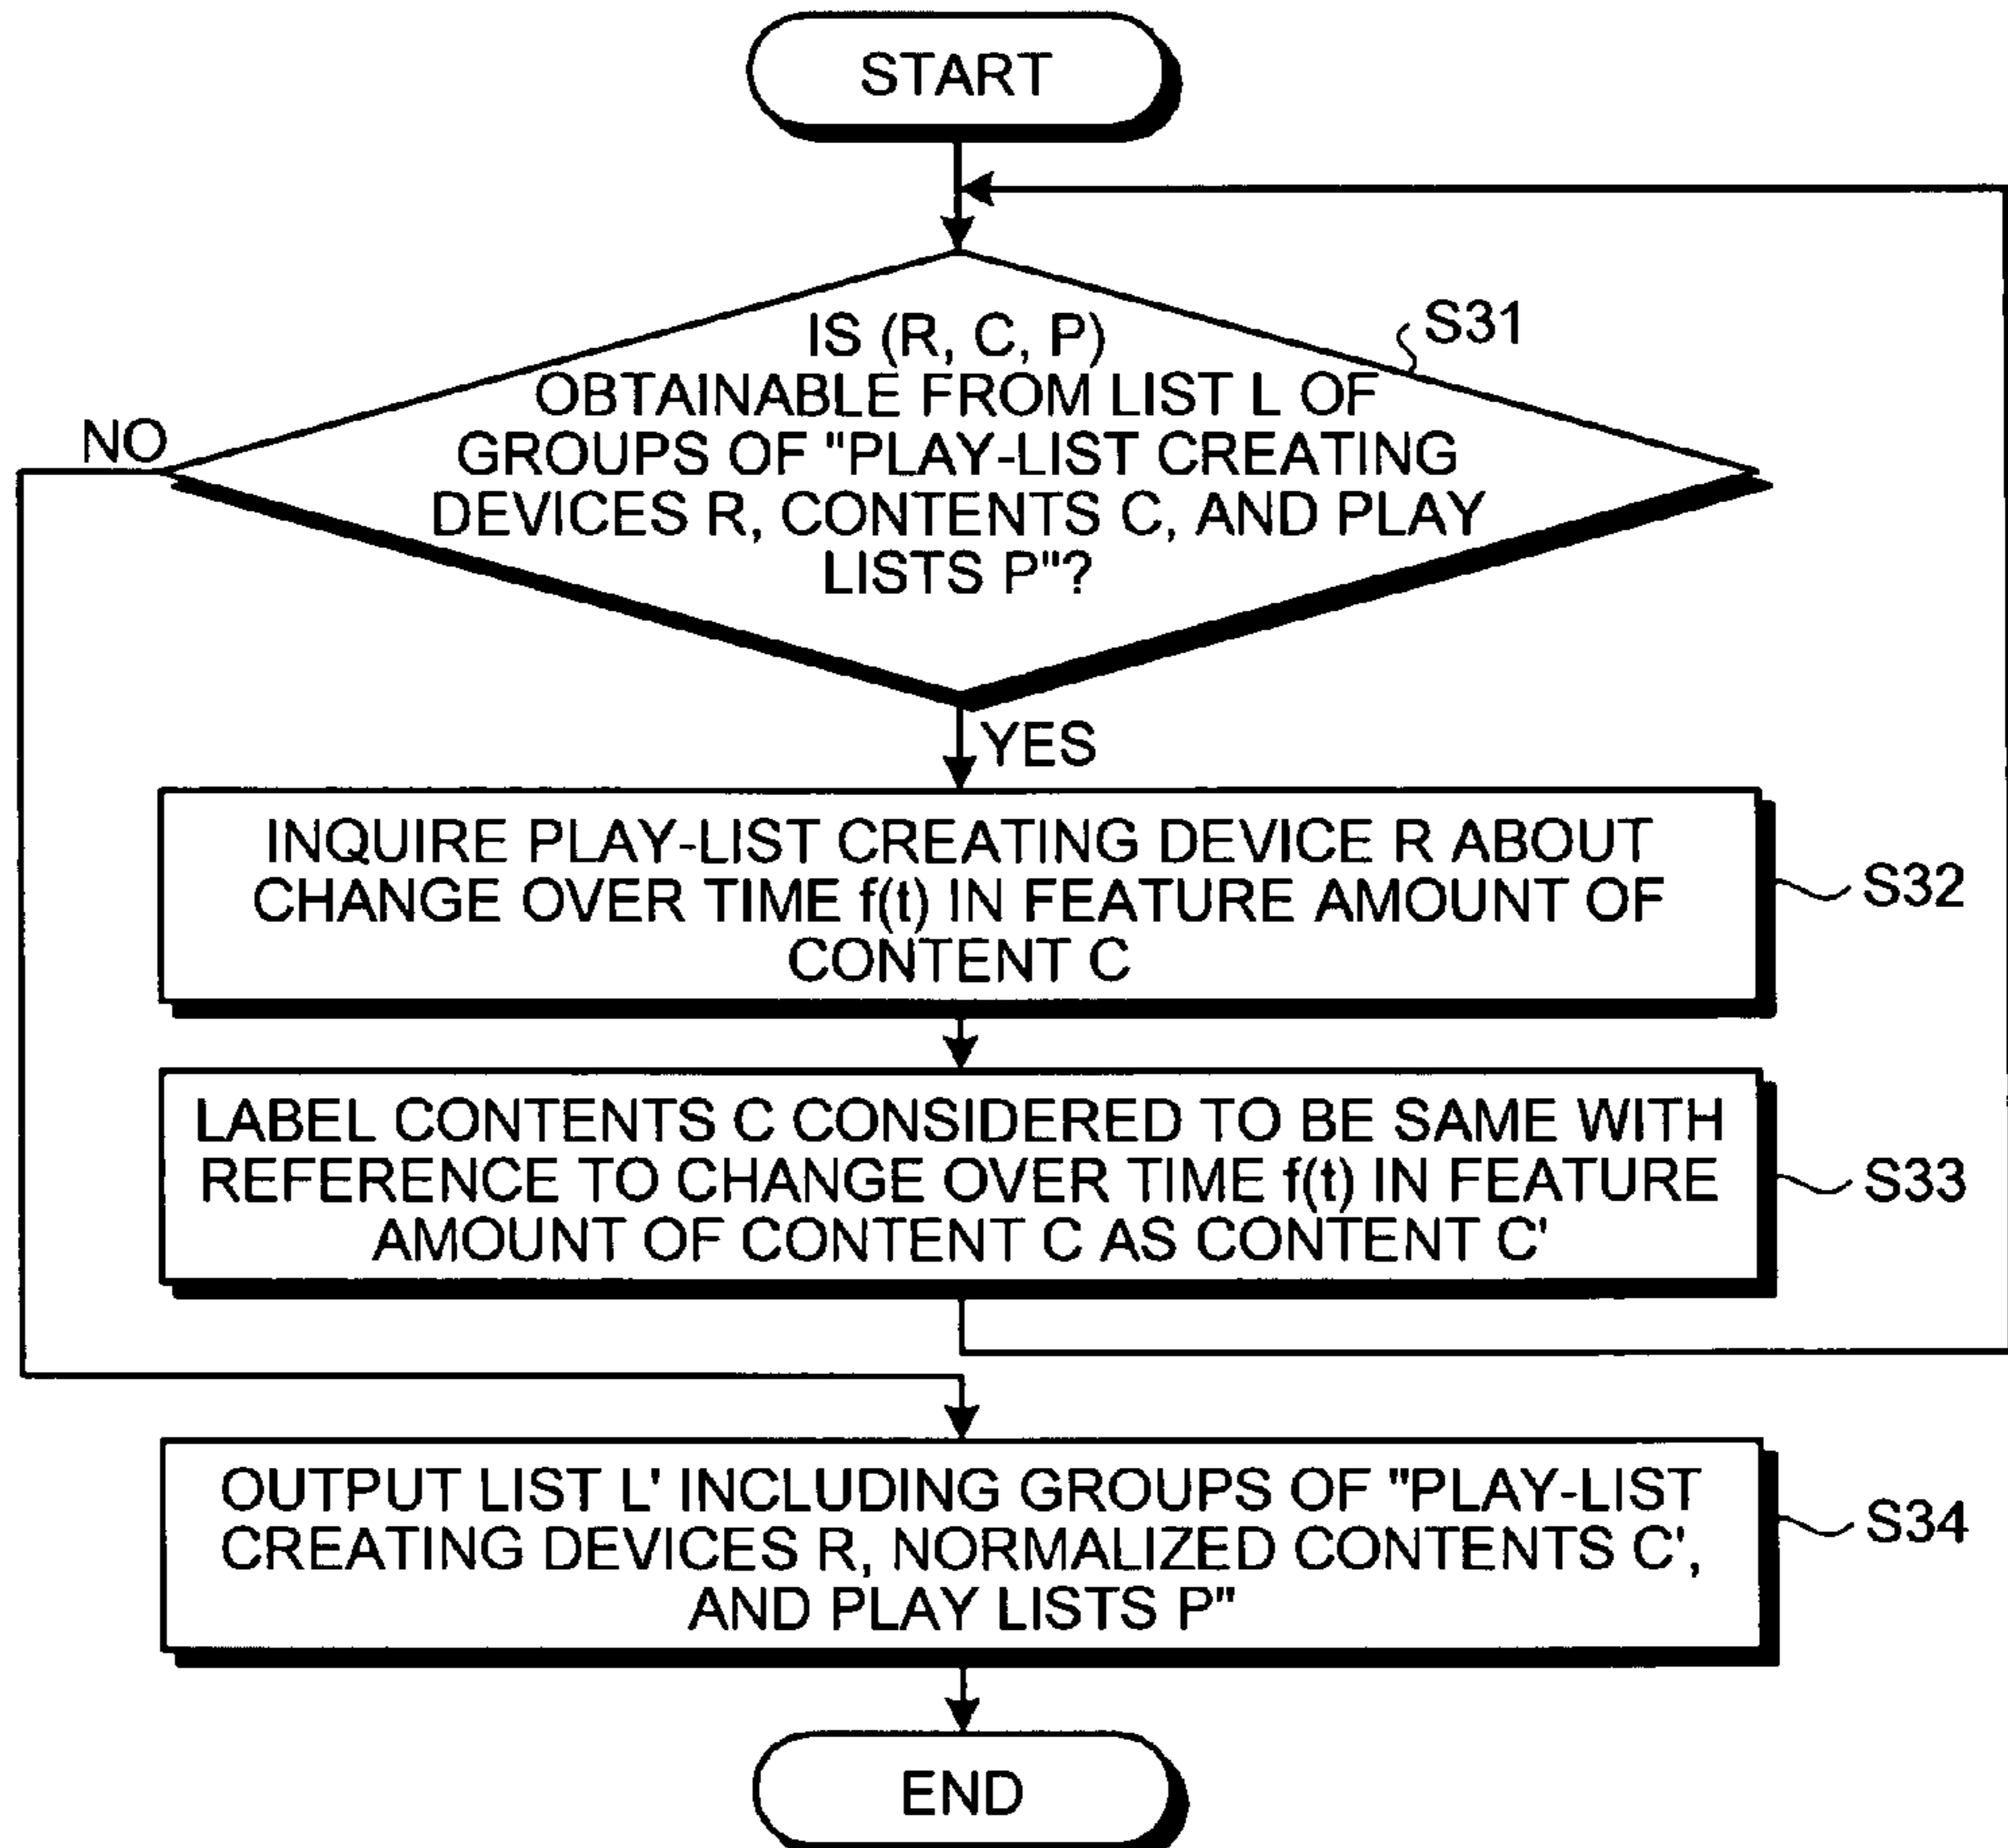 START
IS (R, C, P)
OBTAINABLE FROM LIST L OF
GROUPS OF "PLAY-LIST CREATING
DEVICES R, CONTENTS C, AND PLAY
LISTS P"?
S31
NO
YES
INQUIRE PLAY-LIST CREATING DEVICE R ABOUT
CHANGE OVER TIME f(t) IN FEATURE AMOUNT OF
CONTENT C
S32
LABEL CONTENTS C CONSIDERED TO BE SAME WITH
REFERENCE TO CHANGE OVER TIME f(t) IN FEATURE
AMOUNT OF CONTENT C AS CONTENT C'
S33
OUTPUT LIST L' INCLUDING GROUPS OF "PLAY-LIST
CREATING DEVICES R, NORMALIZED CONTENTS C',
AND PLAY LISTS P"
S34
END